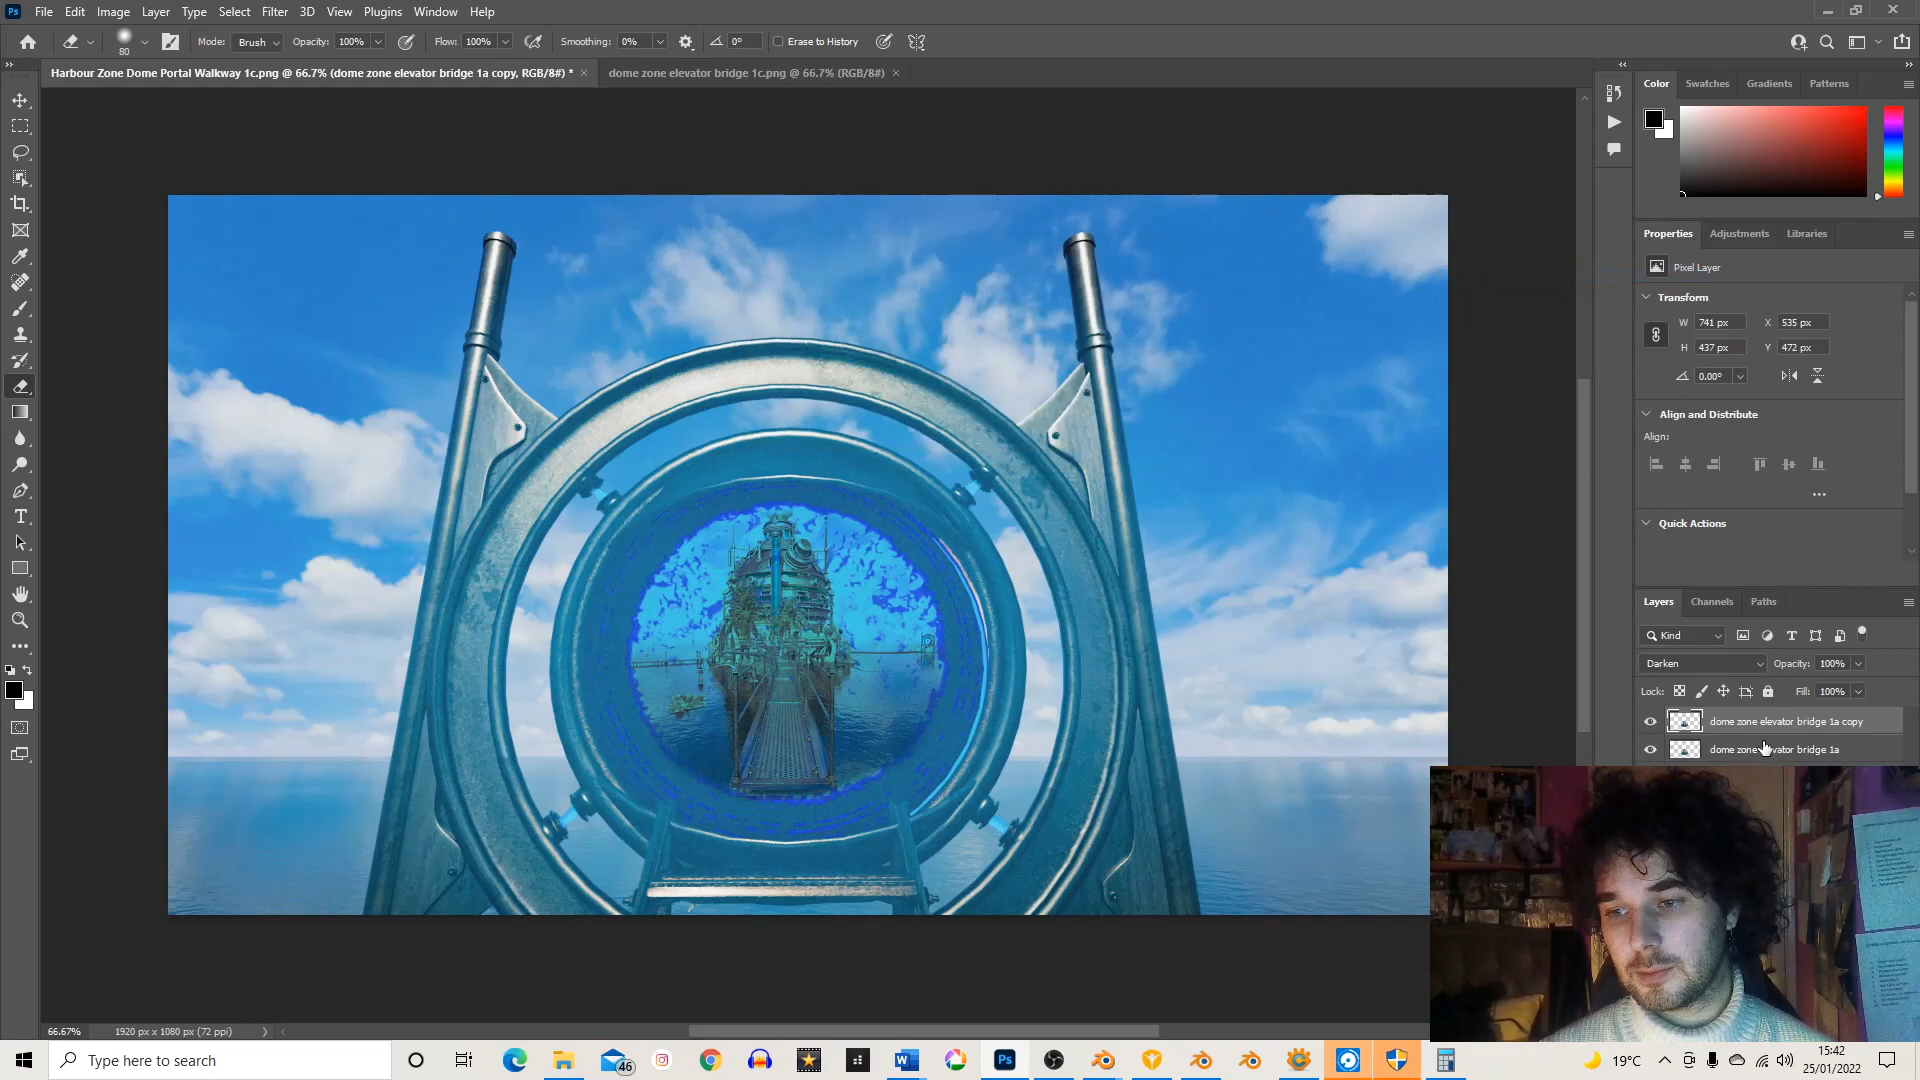 Ps File Edit Image Layer Type Select Filter 3D View Plugins Window Help
80 Mode: Brush Opacity: 100% Flow: 100% Smoothing: 0% 0° Erase to History
Harbour Zone Dome Portal Walkway 1c.png @ 66.7% (dome zone elevator bridge 1a copy, RGB/8#) * × dome zone elevator bridge 1c.png @ 66.7% (RGB/8#) ×
Color Swatches Gradients Patterns
Properties Adjustments Libraries
Pixel Layer
Transform
W 741 px X 535 px
H 437 px Y 472 px
0.00°
Align and Distribute
Align:
Quick Actions
Layers Channels Paths
Kind
Darken Opacity: 100%
Lock: Fill: 100%
dome zone elevator bridge 1a copy
dome zone elevator bridge 1a
66.67% 1920 px x 1080 px (72 ppi)
Type here to search
46
Ps
19°C
15:42
25/01/2022